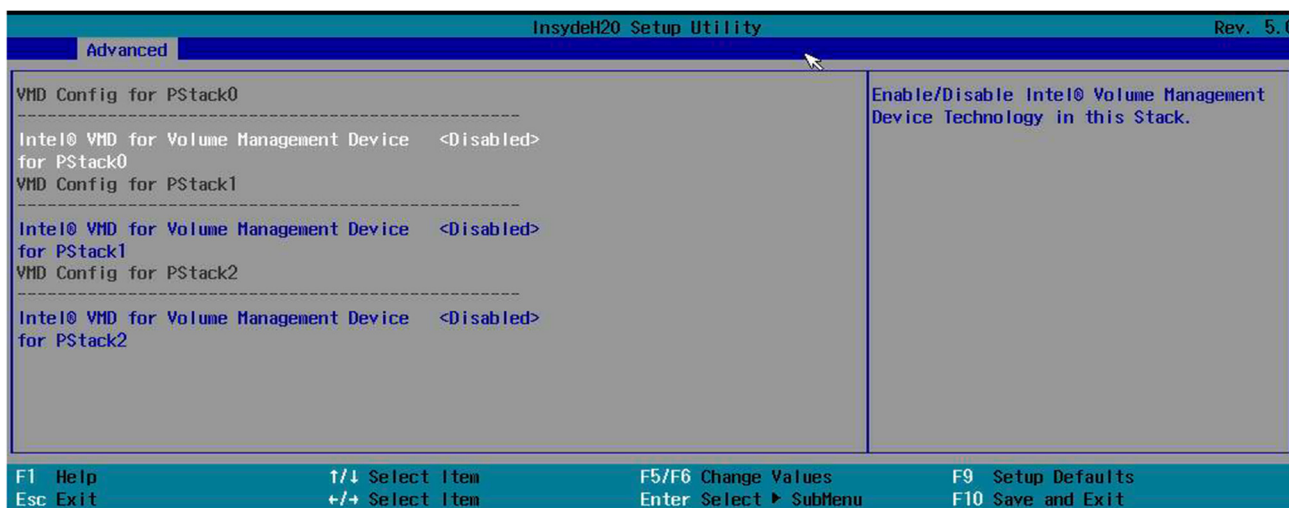 InsydeH20 Setup Utility Rev. 5.0
Advanced
VMD Config for PStack0
----------------------------------------------------
Intel® VMD for Volume Management Device <Disabled>
for PStack0
VMD Config for PStack1
----------------------------------------------------
Intel® VMD for Volume Management Device <Disabled>
for PStack1
VMD Config for PStack2
----------------------------------------------------
Intel® VMD for Volume Management Device <Disabled>
for PStack2
Enable/Disable Intel® Volume Management
Device Technology in this Stack.
F1 Help ↑/↓ Select Item F5/F6 Change Values F9 Setup Defaults
Esc Exit ←/→ Select Item Enter Select ▶ SubMenu F10 Save and Exit